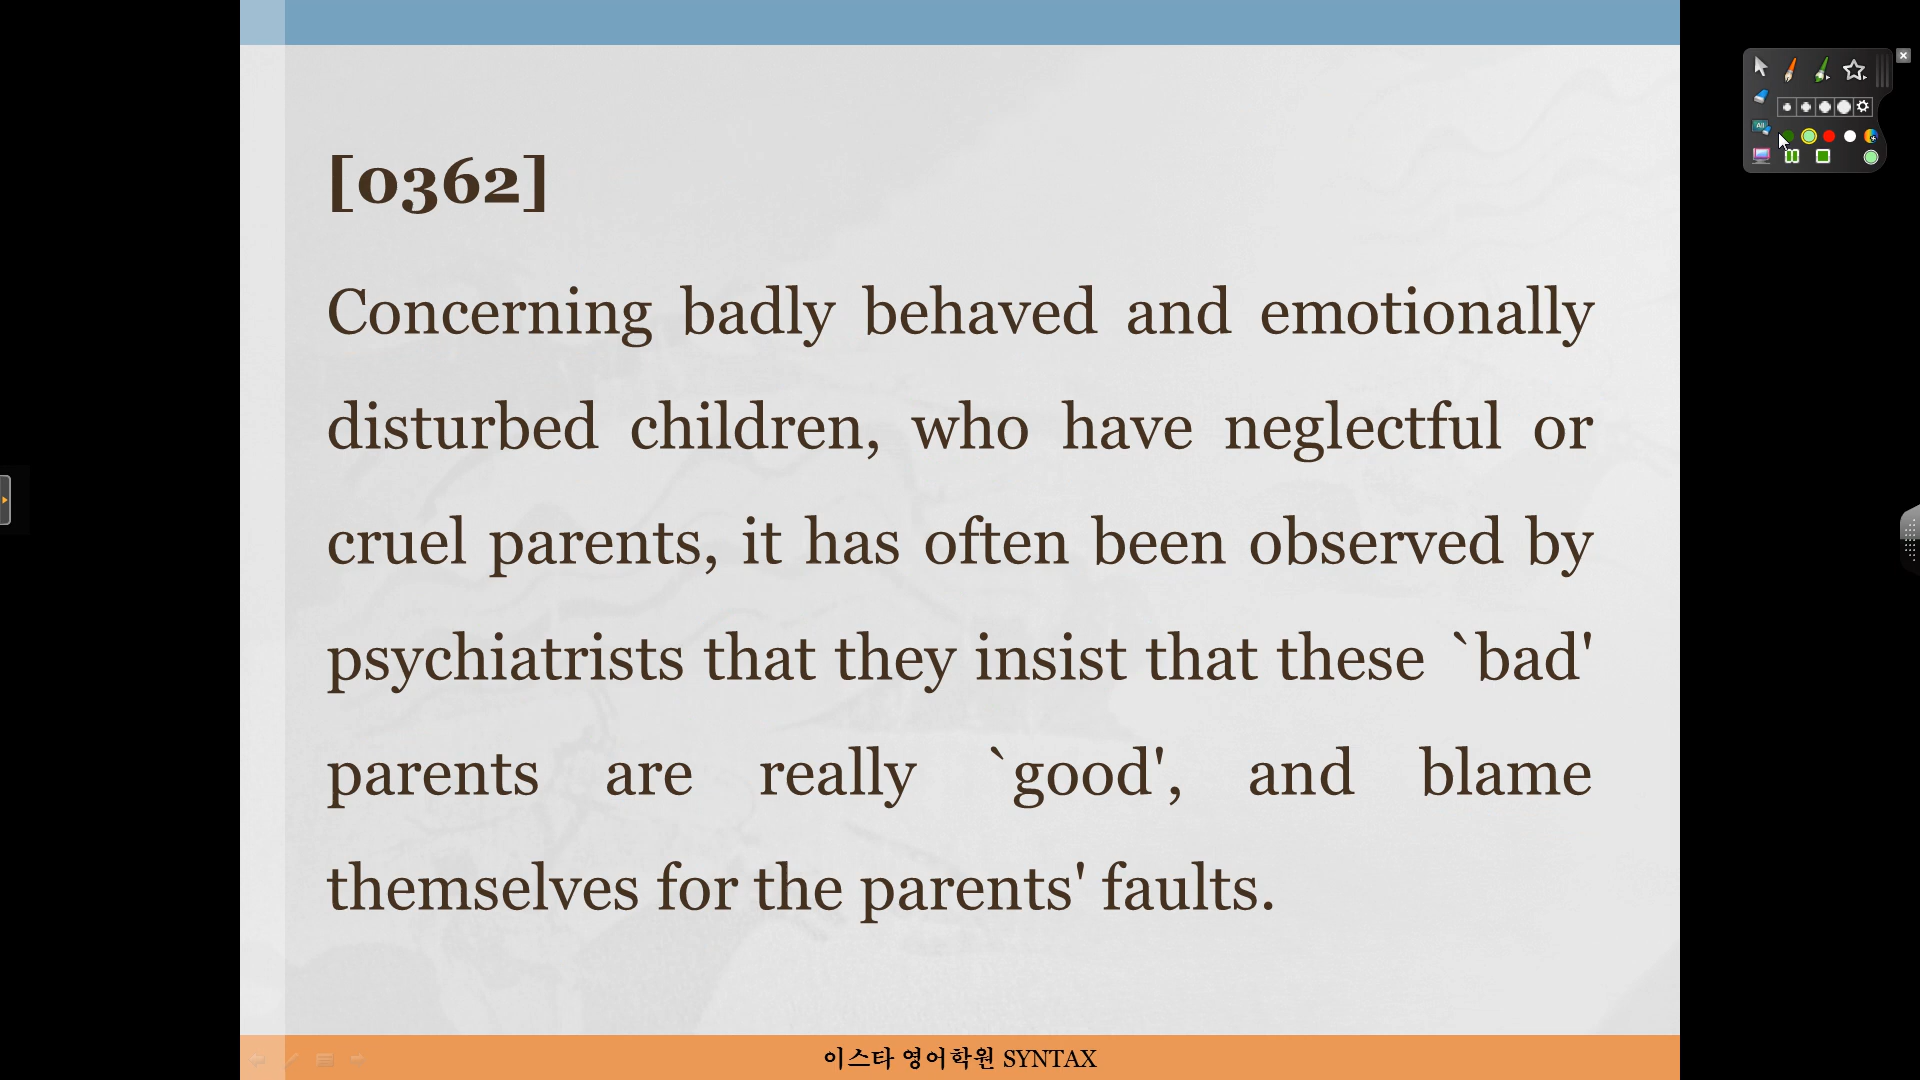 [0362]
Concerning badly behaved and emotionally
disturbed children, who have neglectful or
cruel parents, it has often been observed by
psychiatrists that they insist that these `bad'
parents are really `good', and blame
themselves for the parents' faults.
이스타 영어학원 SYNTAX
All